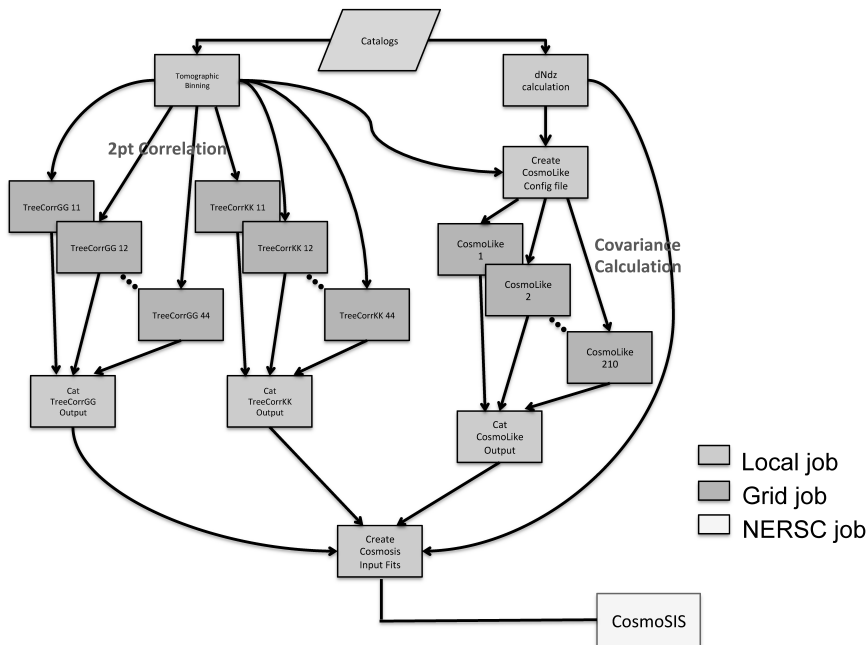 Catalogs
Tomographic
Binning
dNdz
calculation
2pt Correlation
Create
CosmoLike
Config file
TreeCorrGG 11
TreeCorrKK 11
TreeCorrGG 12
TreeCorrKK 12
CosmoLike
1
Covariance
Calculation
CosmoLike
2
TreeCorrGG 44
TreeCorrKK 44
CosmoLike
210
Cat
TreeCorrGG
Output
Cat
TreeCorrKK
Output
Cat
CosmoLike
Output
Local job
Grid job
NERSC job
Create
Cosmosis
Input Fits
CosmoSIS